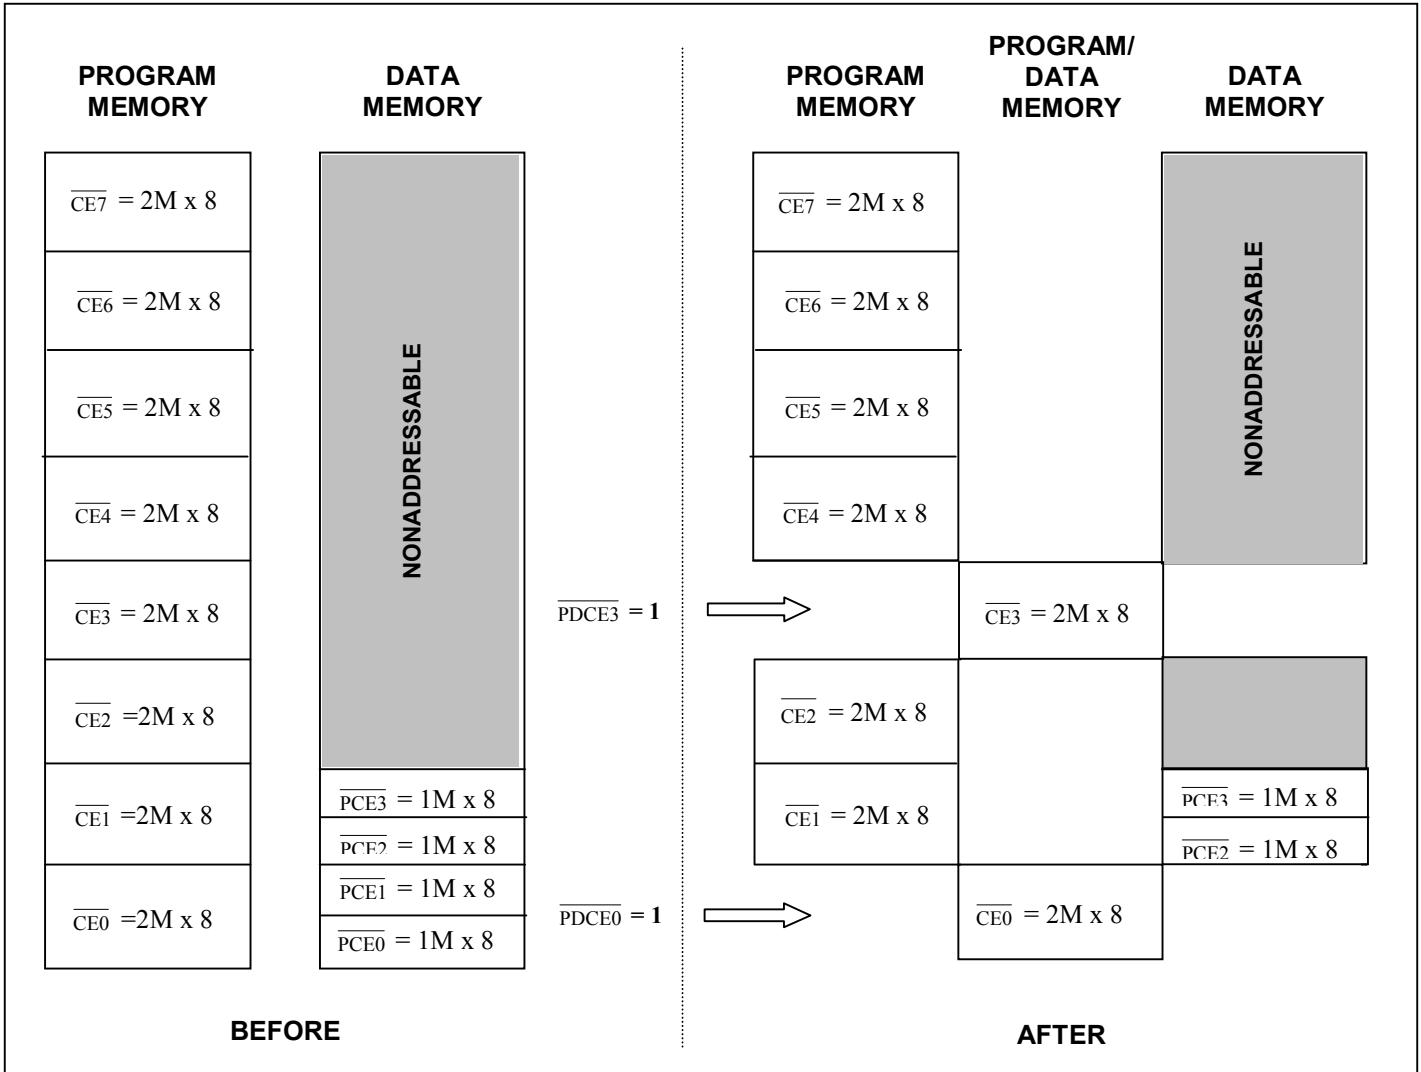 PROGRAM
MEMORY
DATA
MEMORY
CE7 = 2M x 8
CE6 = 2M x 8
CE5 = 2M x 8
CE4 = 2M x 8
CE3 = 2M x 8
CE2 =2M x 8
CE1 =2M x 8
CE0 =2M x 8
NONADDRESSABLE
PCE3 = 1M x 8
PCE2 = 1M x 8
PCE1 = 1M x 8
PCE0 = 1M x 8
BEFORE
PDCE3 = 1
PDCE0 = 1
PROGRAM
MEMORY
PROGRAM/
DATA
MEMORY
DATA
MEMORY
CE7 = 2M x 8
CE6 = 2M x 8
CE5 = 2M x 8
CE4 = 2M x 8
CE2 = 2M x 8
CE1 = 2M x 8
CE3 = 2M x 8
CE0 = 2M x 8
NONADDRESSABLE
PCE3 = 1M x 8
PCE2 = 1M x 8
AFTER